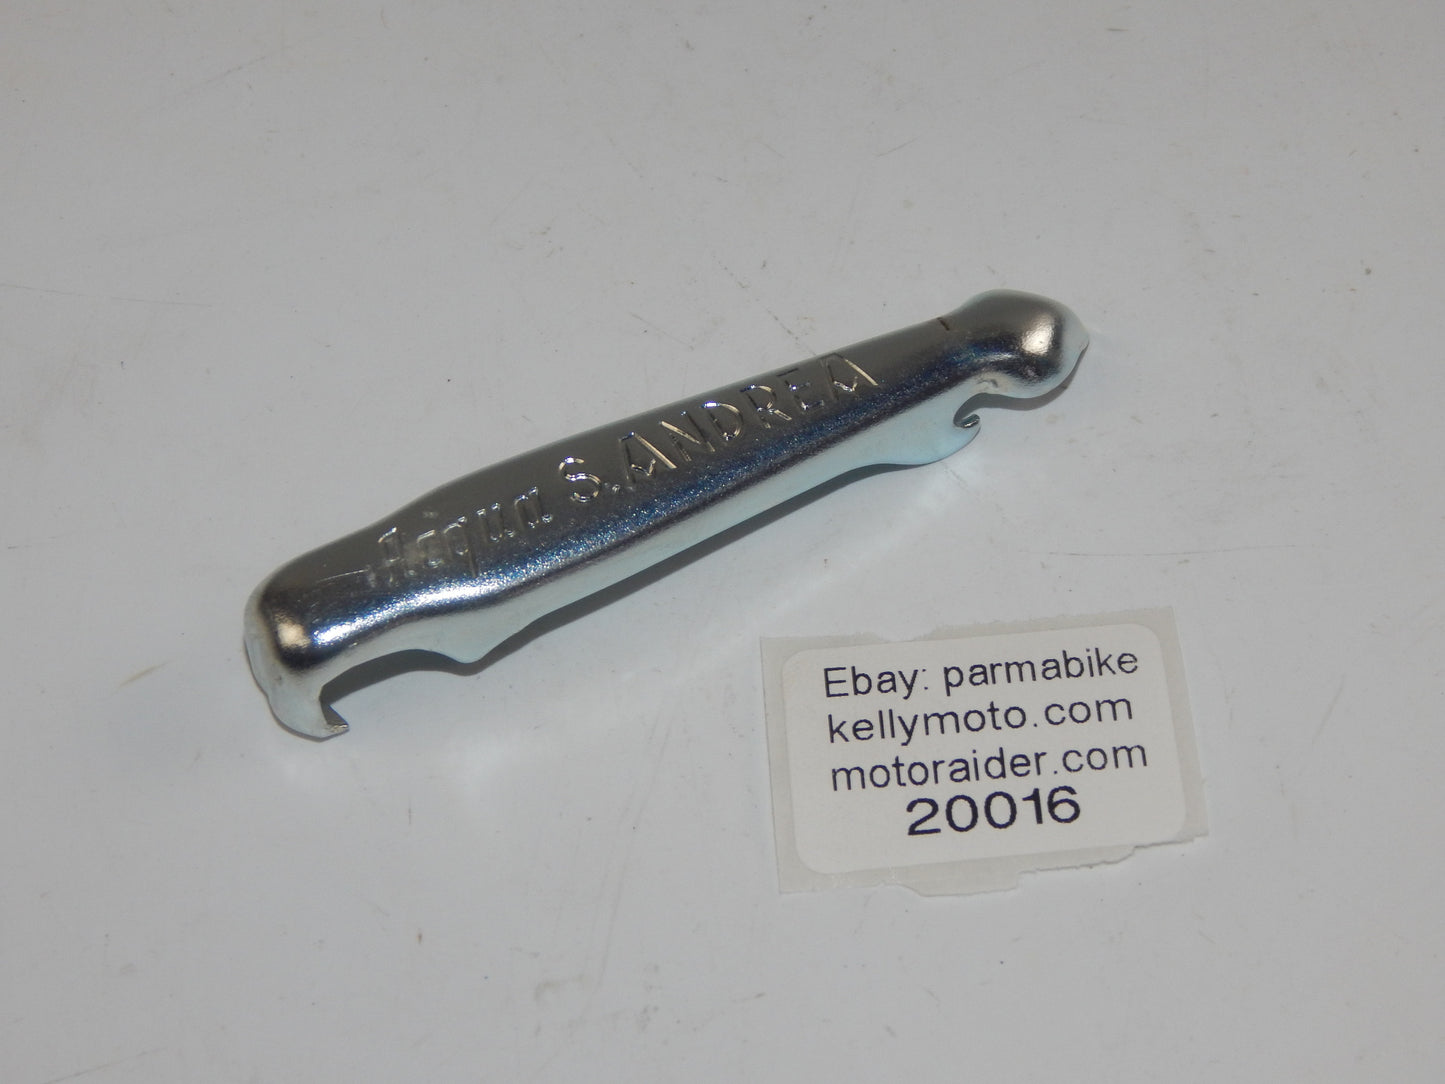 Acqua S. ANDREA
Ebay: parmabike
kellymoto.com
motoraider.com
20016